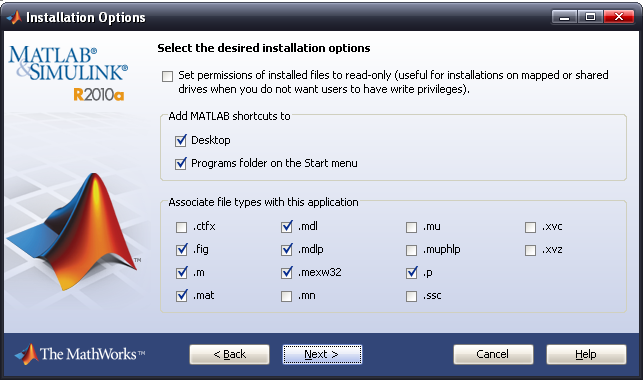 Installation Options
MATLAB®
&SIMULINK®
R2010a
Select the desired installation options
Set permissions of installed files to read-only (useful for installations on mapped or shared
drives when you do not want users to have write privileges).
Add MATLAB shortcuts to
Desktop
Programs folder on the Start menu
Associate file types with this application
.ctfx .mdl .mu .xvc
.fig .mdlp .muphlp .xvz
.m .mexw32 .p
.mat .mn .ssc
TM
The MathWorks™
< Back Next > Cancel Help